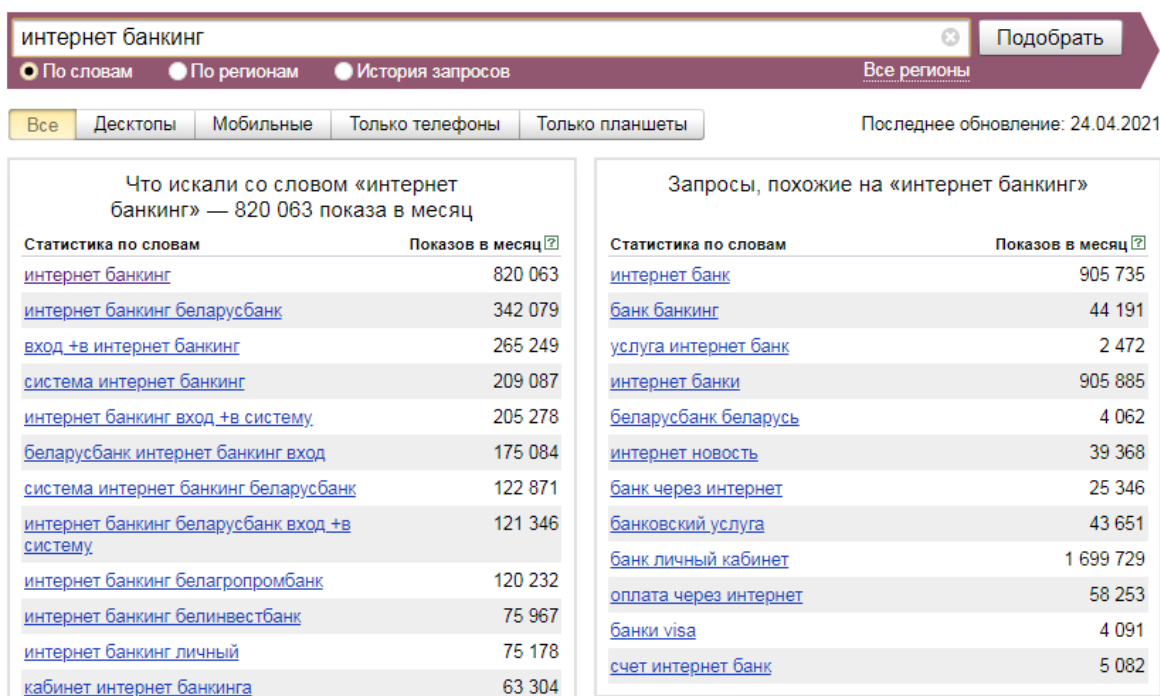 интернет банкинг
Подобрать
По словам По регионам История запросов Все регионы
Все Десктопы Мобильные Только телефоны Только планшеты Последнее обновление: 24.04.2021
Что искали со словом «интернет
банкинг» — 820 063 показа в месяц
Статистика по словам Показов в месяц ?
интернет банкинг 820 063
интернет банкинг беларусбанк 342 079
вход +в интернет банкинг 265 249
система интернет банкинг 209 087
интернет банкинг вход +в систему 205 278
беларусбанк интернет банкинг вход 175 084
система интернет банкинг беларусбанк 122 871
интернет банкинг беларусбанк вход +в 121 346
систему
интернет банкинг белагропромбанк 120 232
интернет банкинг белинвестбанк 75 967
интернет банкинг личный 75 178
кабинет интернет банкинга 63 304
Запросы, похожие на «интернет банкинг»
Статистика по словам Показов в месяц ?
интернет банк 905 735
банк банкинг 44 191
услуга интернет банк 2 472
интернет банки 905 885
беларусбанк беларусь 4 062
интернет новость 39 368
банк через интернет 25 346
банковский услуга 43 651
банк личный кабинет 1 699 729
оплата через интернет 58 253
банки visa 4 091
счет интернет банк 5 082